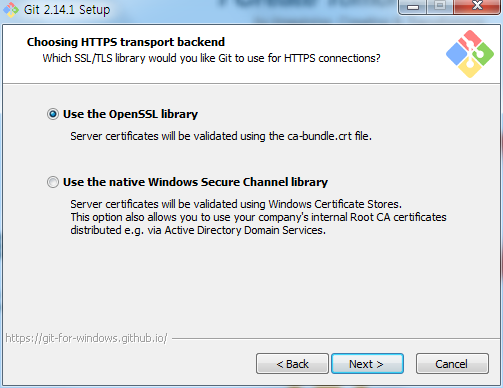 Git 2.14.1 Setup
Choosing HTTPS transport backend
Which SSL/TLS library would you like Git to use for HTTPS connections?
Use the OpenSSL library
Server certificates will be validated using the ca-bundle.crt file.
Use the native Windows Secure Channel library
Server certificates will be validated using Windows Certificate Stores.
This option also allows you to use your company's internal Root CA certificates
distributed e.g. via Active Directory Domain Services.
https://git-for-windows.github.io/
< Back
Next >
Cancel